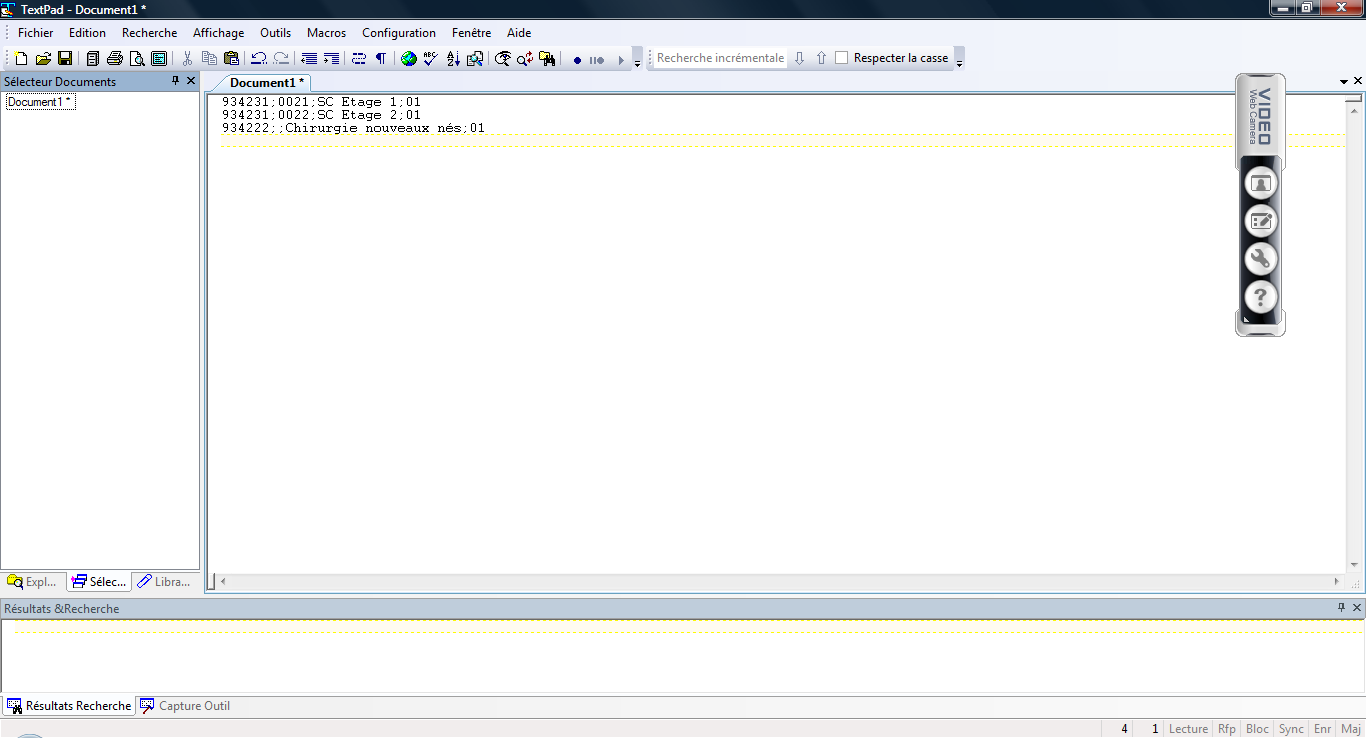 TextPad - Document1 *
Fichier Edition Recherche Affichage Outils Macros Configuration Fenêtre Aide
Recherche incrémentale Respecter la casse
Sélecteur Documents
Document1 *
Document1 *
934231;0021;SC Etage 1;01
934231;0022;SC Etage 2;01
934222;;Chirurgie nouveaux nés;01
VIDEO
Web Camera
Expl... Sélec... Libra...
Résultats &Recherche
Résultats Recherche Capture Outil
4 1 Lecture Rfp Bloc Sync Enr Maj